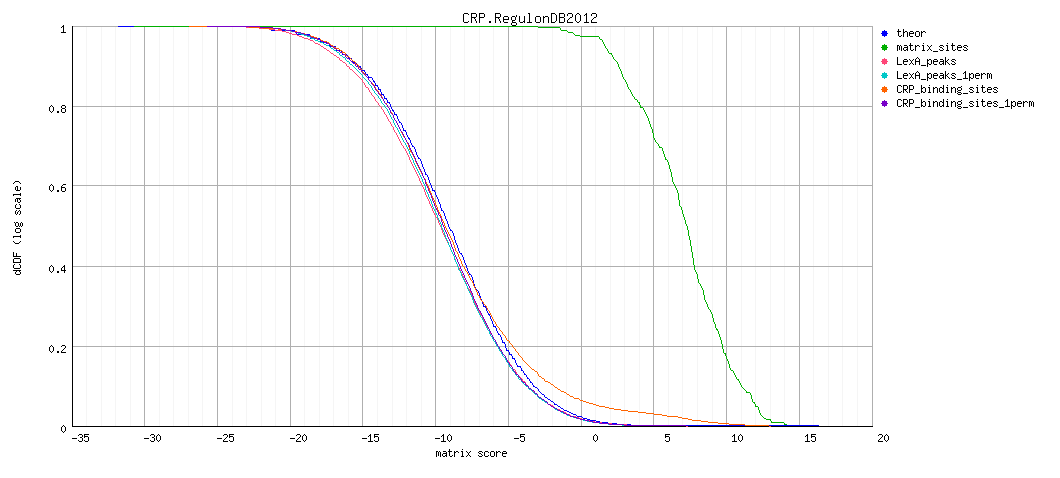 CRP.RegulonDB2012
theor
matrix_sites
LexA_peaks
LexA_peaks_1perm
CRP_binding_sites
CRP_binding_sites_1perm
dCDF (log scale)
1
0.8
0.6
0.4
0.2
0
-35 -30 -25 -20 -15 -10 -5 0 5 10 15 20
matrix score